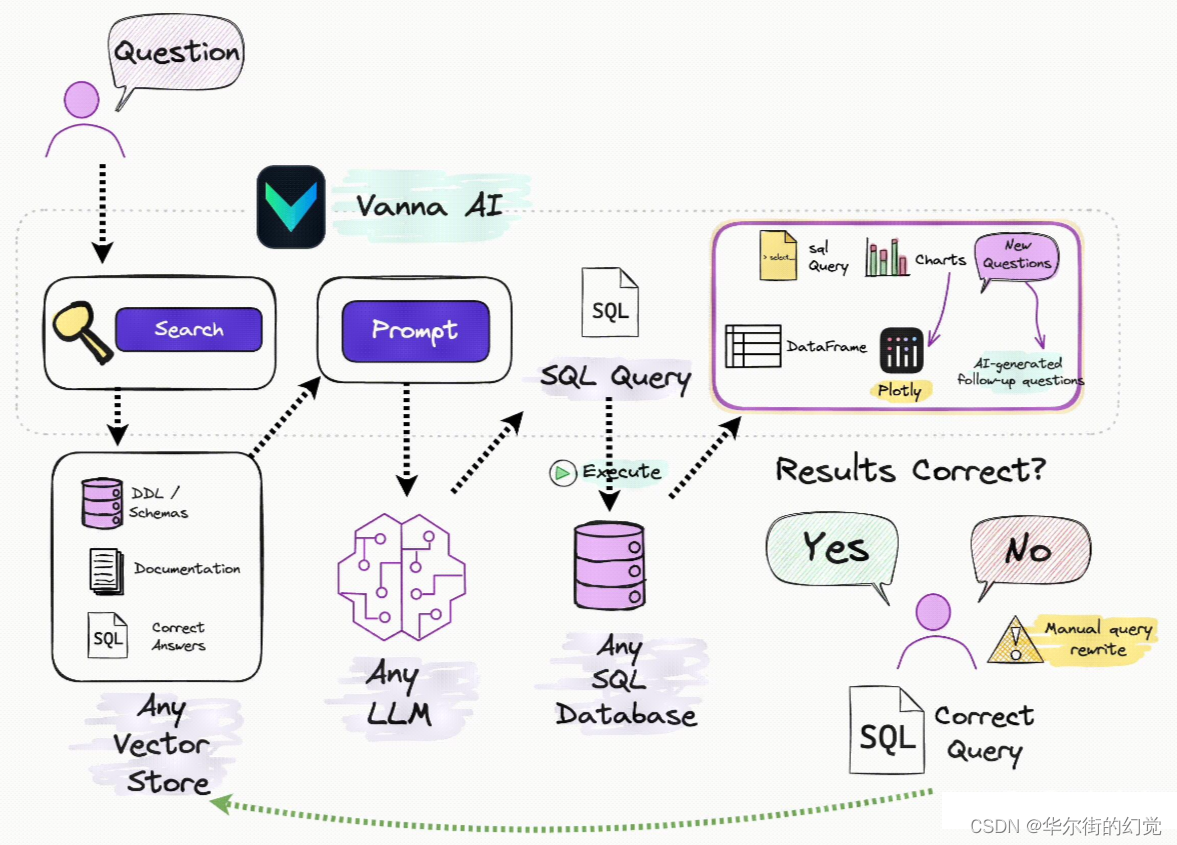 Question
Vanna AI
Search
Prompt
SQL
SQL Query
> select...
sql
Query
Charts
New
Questions
DataFrame
Plotly
AI-generated
follow-up questions
DDL /
Schemas
Documentation
SQL
Correct
Answers
Any
Vector
Store
Any
LLM
Execute
Any
SQL
Database
Results Correct?
Yes
No
Manual query
rewrite
SQL
Correct
Query
CSDN @华尔街的幻觉